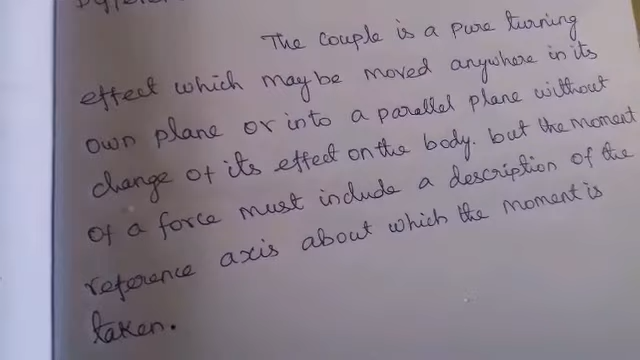 The couple is a pure turning
effect which may be moved anywhere in its
own plane or into a parallel plane without
change of its effect on the body. but the moment
of a force must include a description of the
reference axis about which the moment is
taken.